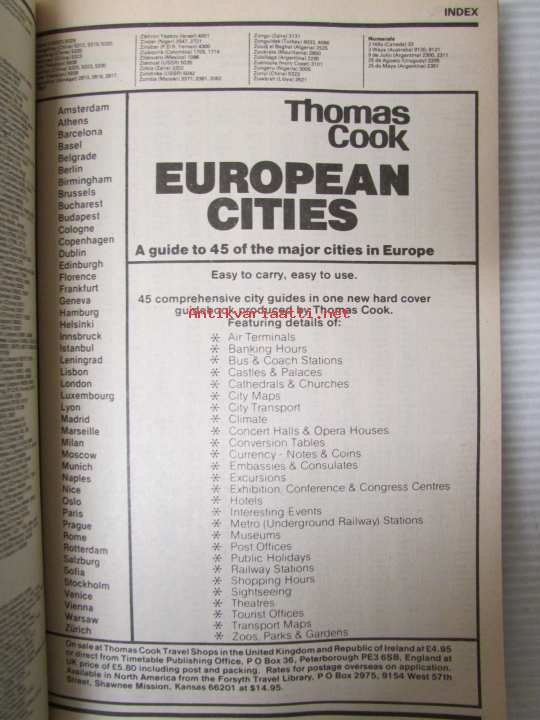 INDEX
Numerals
Thomas
Cook
EUROPEAN
CITIES
A guide to 45 of the major cities in Europe
Amsterdam
Athens
Barcelona
Basel
Belgrade
Berlin
Birmingham
Brussels
Bucharest
Budapest
Cologne
Copenhagen
Dublin
Edinburgh
Florence
Frankfurt
Geneva
Hamburg
Helsinki
Innsbruck
Istanbul
Leningrad
Lisbon
London
Luxembourg
Lyon
Madrid
Marseille
Milan
Moscow
Munich
Naples
Nice
Oslo
Paris
Prague
Rome
Rotterdam
Salzburg
Sofia
Stockholm
Venice
Vienna
Warsaw
Zürich
Easy to carry, easy to use.
45 comprehensive city guides in one new hard cover
guidebook produced by Thomas Cook.
antikvariaatti.net
Featuring details of:
* Air Terminals
* Banking Hours
* Bus & Coach Stations
* Castles & Palaces
* Cathedrals & Churches
* City Maps
* City Transport
* Climate
* Concert Halls & Opera Houses
* Conversion Tables
* Currency - Notes & Coins
* Embassies & Consulates
* Excursions
* Exhibition, Conference & Congress Centres
* Hotels
* Interesting Events
* Metro (Underground Railway) Stations
* Museums
* Post Offices
* Public Holidays
* Railway Stations
* Shopping Hours
* Sightseeing
* Theatres
* Tourist Offices
* Transport Maps
* Zoos, Parks & Gardens
On sale at Thomas Cook Travel Shops in the United Kingdom and Republic of Ireland at £4.95
or direct from Timetable Publishing Office, P O Box 36, Peterborough PE3 6SB, England at
UK price of £5.80 including post and packing. Rates for postage overseas on application.
Available in North America from the Forsyth Travel Library, P O Box 2975, 9154 West 57th
Street, Shawnee Mission, Kansas 66201 at $14.95.